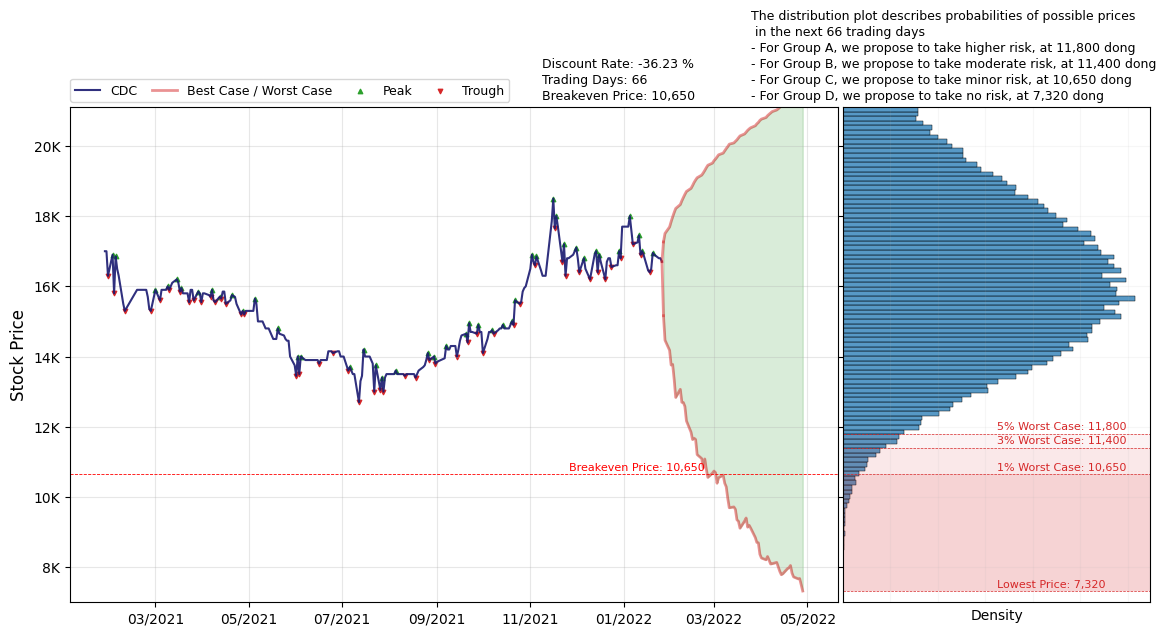 The distribution plot describes probabilities of possible prices
in the next 66 trading days
- For Group A, we propose to take higher risk, at 11,800 dong
- For Group B, we propose to take moderate risk, at 11,400 dong
- For Group C, we propose to take minor risk, at 10,650 dong
- For Group D, we propose to take no risk, at 7,320 dong
Discount Rate: -36.23 %
Trading Days: 66
Breakeven Price: 10,650
CDC Best Case / Worst Case Peak Trough
Stock Price
20K
18K
16K
14K
12K
10K
8K
Breakeven Price: 10,650
5% Worst Case: 11,800
3% Worst Case: 11,400
1% Worst Case: 10,650
Lowest Price: 7,320
03/2021 05/2021 07/2021 09/2021 11/2021 01/2022 03/2022 05/2022
Density